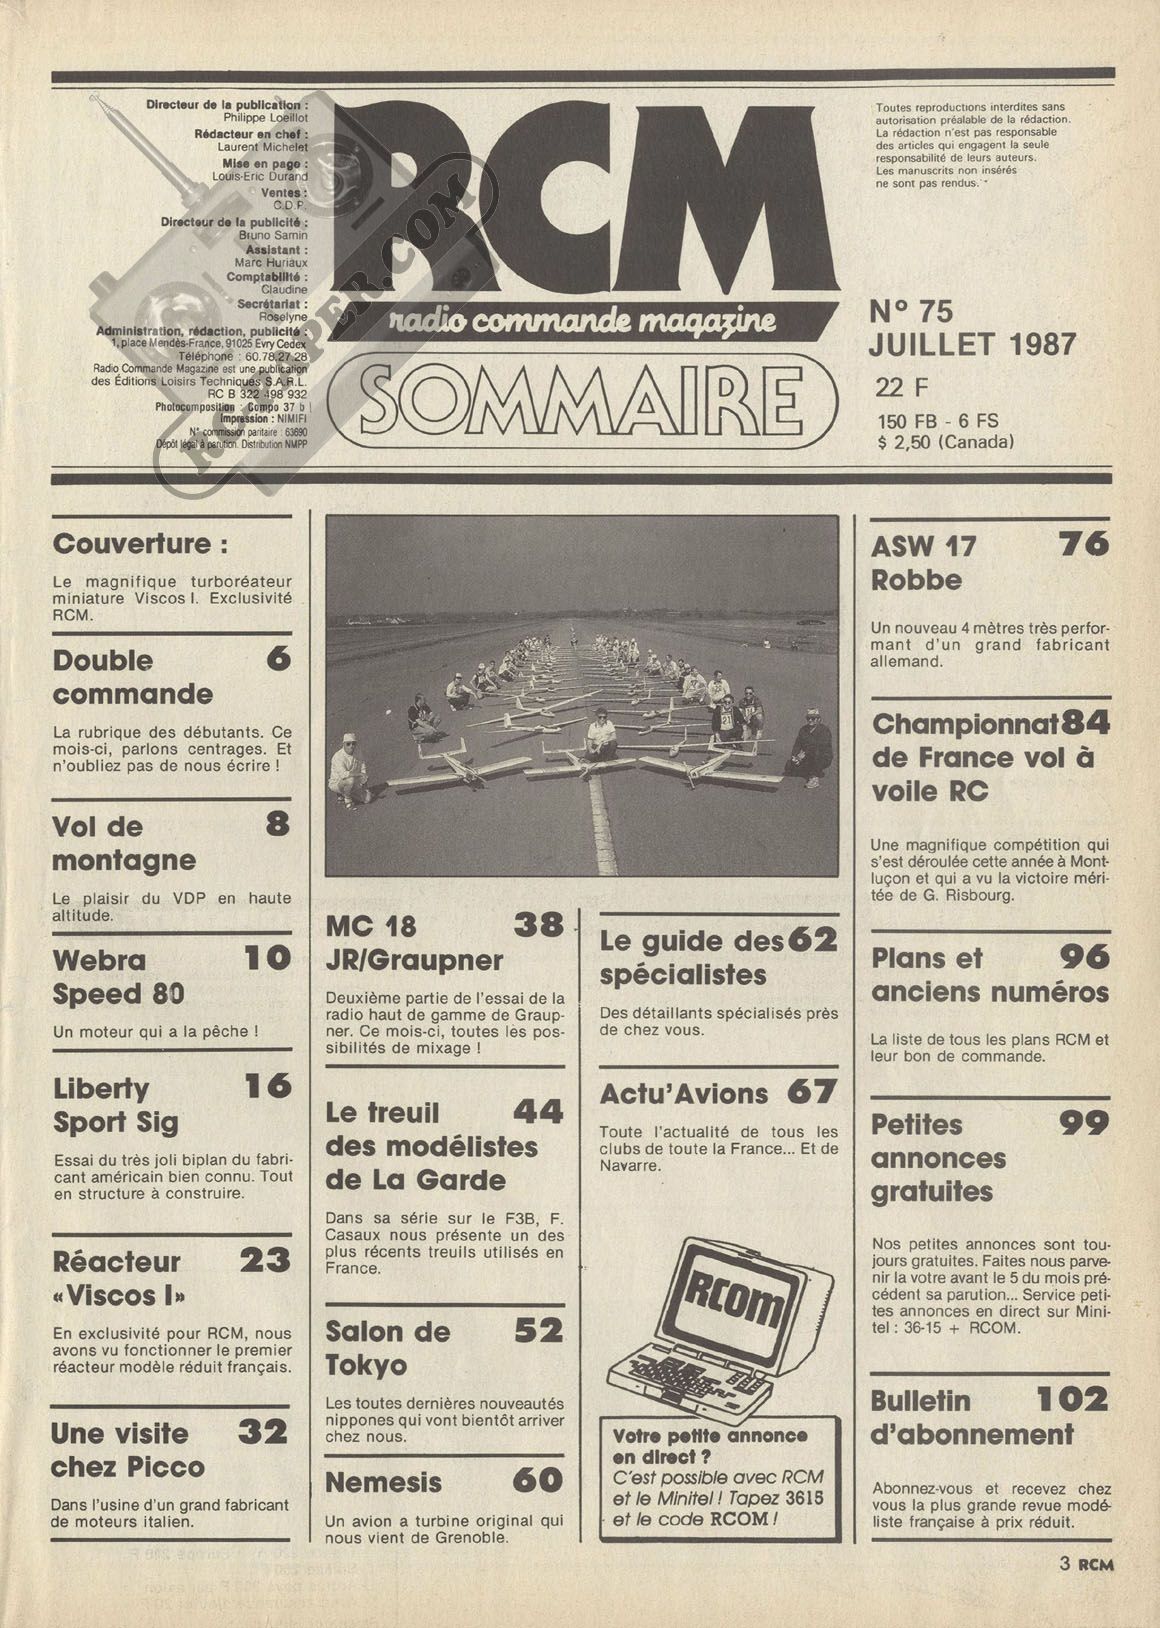 Directeur de la publication :
Philippe Loeillot
Rédacteur en chef :
Laurent Michelet
Mise en page :
Louis-Eric Durand
Ventes :
C.D.P.
Directeur de la publicité :
Bruno Samin
Assistant :
Marc Huriaux
Comptabilité :
Claudine
Secrétariat :
Roselyne
Administration, rédaction, publicité :
1, place Mendès-France, 91025 Evry Cedex
Téléphone : 60.78.27.28
Radio Commande Magazine est une publication
des Éditions Loisirs Techniques S.A.R.L.
RC B 322 498 932
Photocomposition : Compo 37 b
Impression : NIMIFI
N° commission paritaire : 63690
Dépôt légal à parution. Distribution NMPP
RCM
radio commande magazine
SOMMAIRE
Toutes reproductions interdites sans
autorisation préalable de la rédaction.
La rédaction n'est pas responsable
des articles qui engagent la seule
responsabilité de leurs auteurs.
Les manuscrits non insérés
ne sont pas rendus.
N° 75
JUILLET 1987
22 F
150 FB - 6 FS
$ 2,50 (Canada)
Couverture :
Le magnifique turboréateur
miniature Viscos I. Exclusivité
RCM.
Double 6
commande
La rubrique des débutants. Ce
mois-ci, parlons centrages. Et
n'oubliez pas de nous écrire !
Vol de 8
montagne
Le plaisir du VDP en haute
altitude.
Webra 10
Speed 80
Un moteur qui a la pêche !
Liberty 16
Sport Sig
Essai du très joli biplan du fabri-
cant américain bien connu. Tout
en structure à construire.
Réacteur 23
«Viscos I»
En exclusivité pour RCM, nous
avons vu fonctionner le premier
réacteur modèle réduit français.
Une visite 32
chez Picco
Dans l'usine d'un grand fabricant
de moteurs italien.
MC 18 38
JR/Graupner
Deuxième partie de l'essai de la
radio haut de gamme de Graup-
ner. Ce mois-ci, toutes les pos-
sibilités de mixage !
Le treuil 44
des modélistes
de La Garde
Dans sa série sur le F3B, F.
Casaux nous présente un des
plus récents treuils utilisés en
France.
Salon de 52
Tokyo
Les toutes dernières nouveautés
nippones qui vont bientôt arriver
chez nous.
Nemesis 60
Un avion a turbine original qui
nous vient de Grenoble.
Le guide des 62
spécialistes
Des détaillants spécialisés près
de chez vous.
Actu'Avions 67
Toute l'actualité de tous les
clubs de toute la France... Et de
Navarre.
RCOM
Votre petite annonce
en direct ?
C'est possible avec RCM
et le Minitel ! Tapez 3615
et le code RCOM !
ASW 17 76
Robbe
Un nouveau 4 mètres très perfor-
mant d'un grand fabricant
allemand.
Championnat 84
de France vol à
voile RC
Une magnifique compétition qui
s'est déroulée cette année à Mont-
luçon et qui a vu la victoire méri-
tée de G. Risbourg.
Plans et 96
anciens numéros
La liste de tous les plans RCM et
leur bon de commande.
Petites 99
annonces
gratuites
Nos petites annonces sont tou-
jours gratuites. Faites nous parve-
nir la votre avant le 5 du mois pré-
cédent sa parution... Service peti-
tes annonces en direct sur Mini-
tel : 36-15 + RCOM.
Bulletin 102
d'abonnement
Abonnez-vous et recevez chez
vous la plus grande revue modé-
liste française à prix réduit.
3 RCM